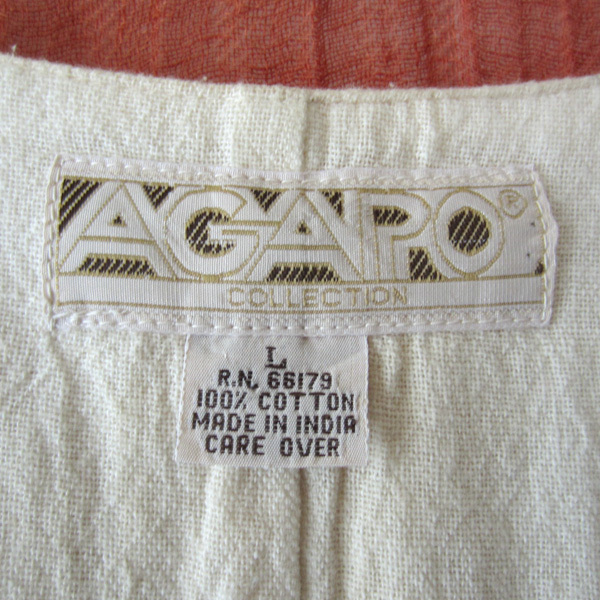 AGAPO®
COLLECTION
L
R.N. 66179
100% COTTON
MADE IN INDIA
CARE OVER